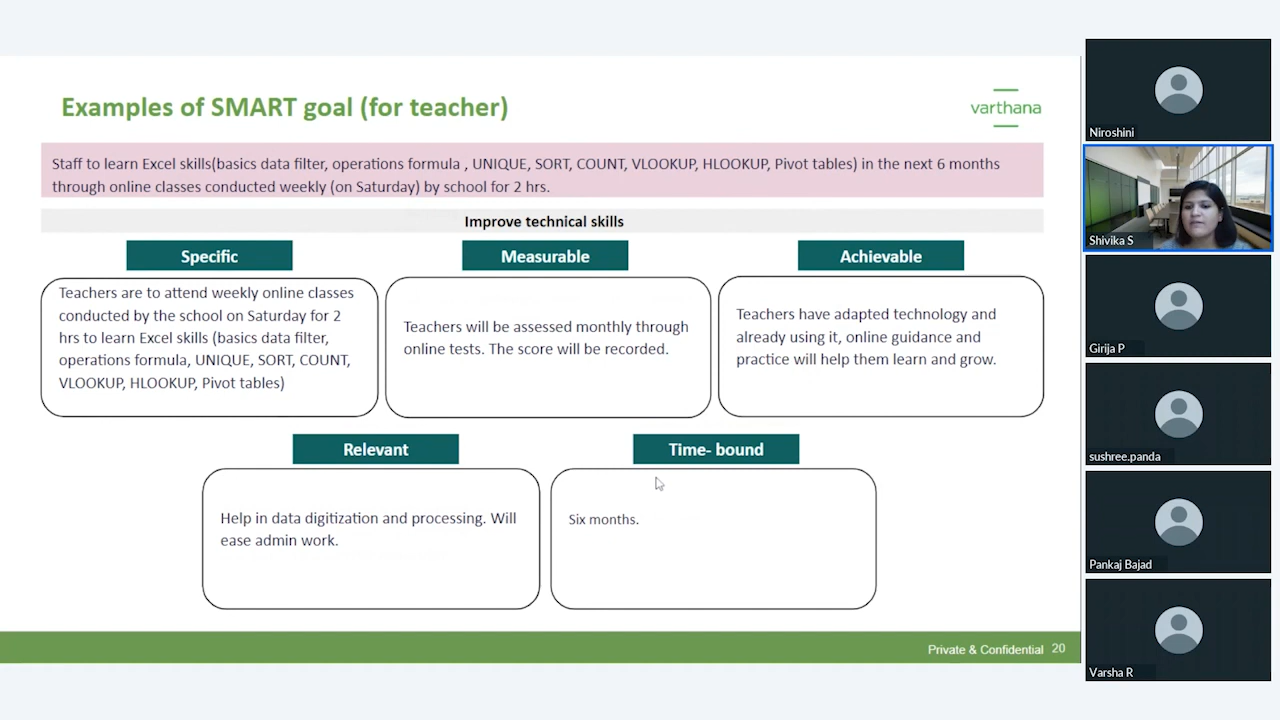 Examples of SMART goal (for teacher)
varthana
Staff to learn Excel skills(basics data filter, operations formula , UNIQUE, SORT, COUNT, VLOOKUP, HLOOKUP, Pivot tables) in the next 6 months
through online classes conducted weekly (on Saturday) by school for 2 hrs.
Improve technical skills
Specific
Teachers are to attend weekly online classes
conducted by the school on Saturday for 2
hrs to learn Excel skills (basics data filter,
operations formula, UNIQUE, SORT, COUNT,
VLOOKUP, HLOOKUP, Pivot tables)
Measurable
Teachers will be assessed monthly through
online tests. The score will be recorded.
Achievable
Teachers have adapted technology and
already using it, online guidance and
practice will help them learn and grow.
Relevant
Help in data digitization and processing. Will
ease admin work.
Time- bound
Six months.
Private & Confidential 20
Niroshini
Shivika S
Girija P
sushree.panda
Pankaj Bajad
Varsha R